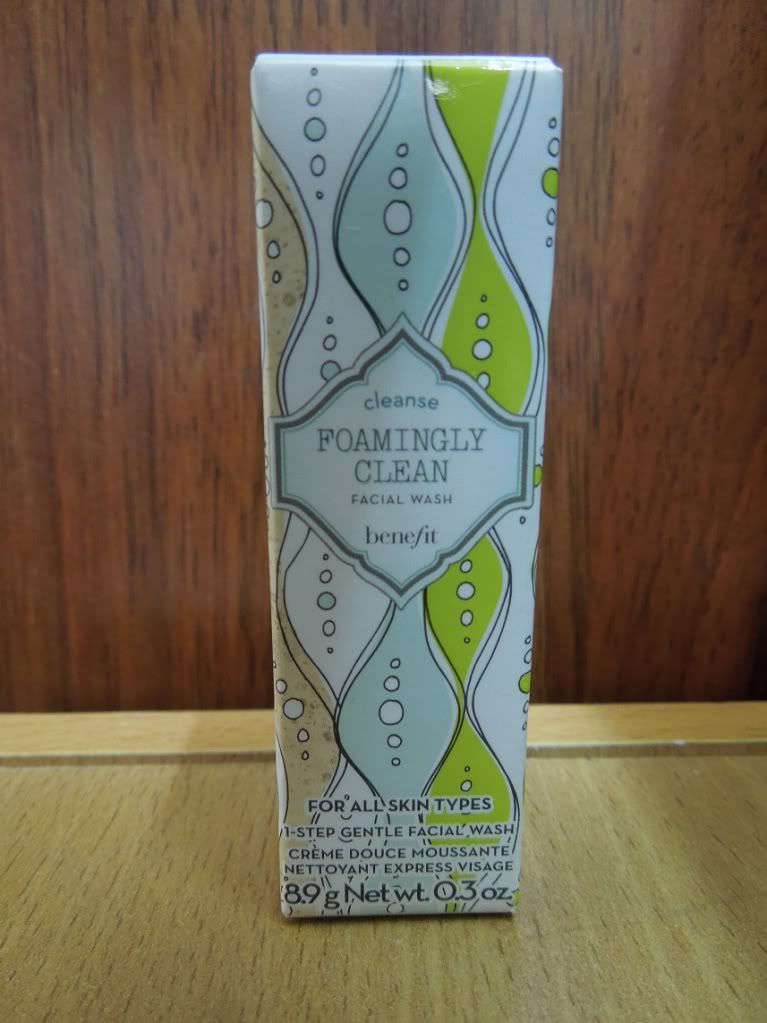 cleanse
FOAMINGLY
CLEAN
FACIAL WASH
benefit
FOR ALL SKIN TYPES
1-STEP GENTLE FACIAL WASH
CRÈME DOUCE MOUSSANTE
NETTOYANT EXPRESS VISAGE
8.9 g Net wt. 0.3 oz.